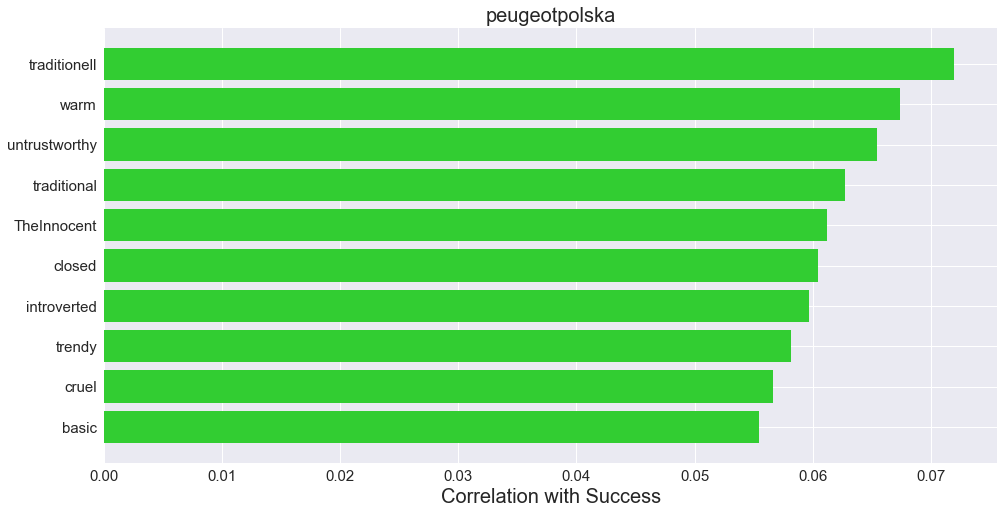 peugeotpolska
traditionell
warm
untrustworthy
traditional
TheInnocent
closed
introverted
trendy
cruel
basic
0.00 0.01 0.02 0.03 0.04 0.05 0.06 0.07
Correlation with Success